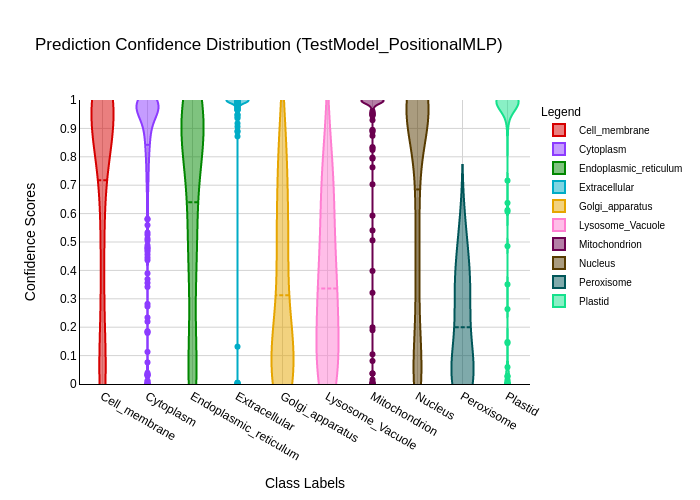 Prediction Confidence Distribution (TestModel_PositionalMLP)
Confidence Scores
1
0.9
0.8
0.7
0.6
0.5
0.4
0.3
0.2
0.1
0
Cell_membrane
Cytoplasm
Endoplasmic_reticulum
Extracellular
Golgi_apparatus
Lysosome_Vacuole
Mitochondrion
Nucleus
Peroxisome
Plastid
Class Labels
Legend
Cell_membrane
Cytoplasm
Endoplasmic_reticulum
Extracellular
Golgi_apparatus
Lysosome_Vacuole
Mitochondrion
Nucleus
Peroxisome
Plastid